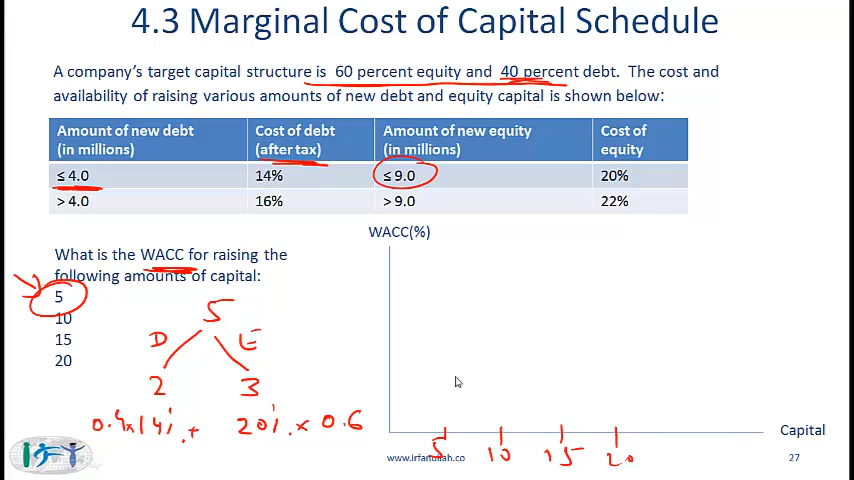 4.3 Marginal Cost of Capital Schedule
A company's target capital structure is 60 percent equity and 40 percent debt. The cost and
availability of raising various amounts of new debt and equity capital is shown below:
Amount of new debt (in millions) Cost of debt (after tax) Amount of new equity (in millions) Cost of equity
≤ 4.0 14% ≤ 9.0 20%
> 4.0 16% > 9.0 22%
WACC(%)
What is the WACC for raising the
following amounts of capital:
5
10
15
20
5
D E
2 3
0.4x14% + 20% x 0.6
5 10 15 20
Capital
www.irfanullah.co
27